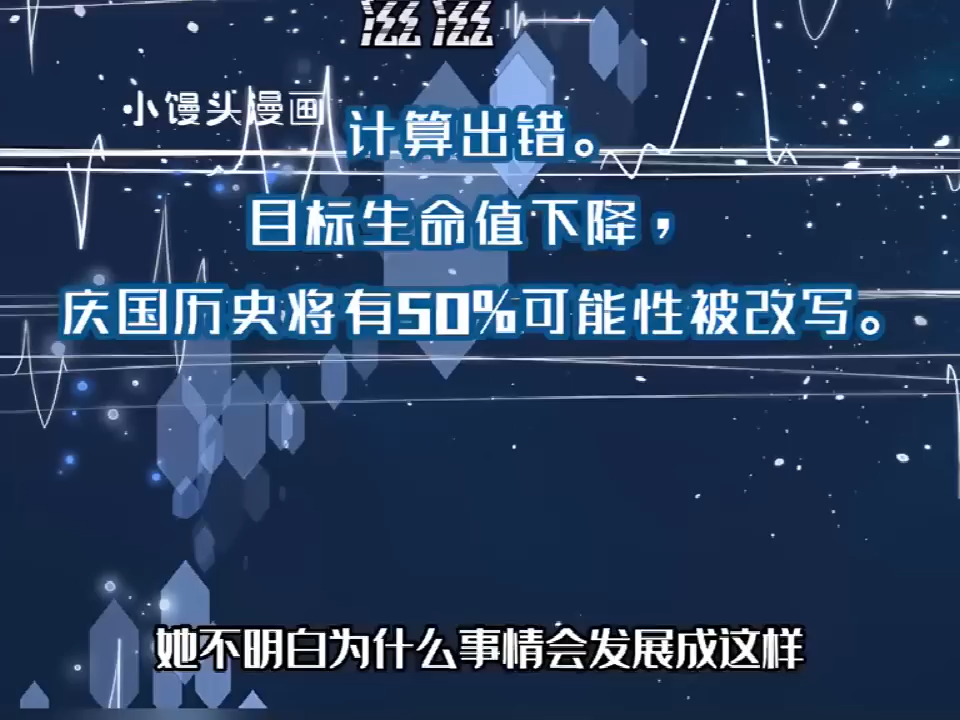 滋滋
小馒头漫画
计算出错。
目标生命值下降，
庆国历史将有50%可能性被改写。
她不明白为什么事情会发展成这样